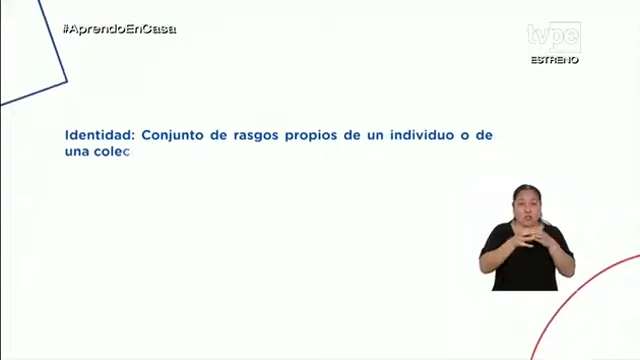 #AprendoEnCasa
tvpe
ESTRENO
Identidad: Conjunto de rasgos propios de un individuo o de
una colec